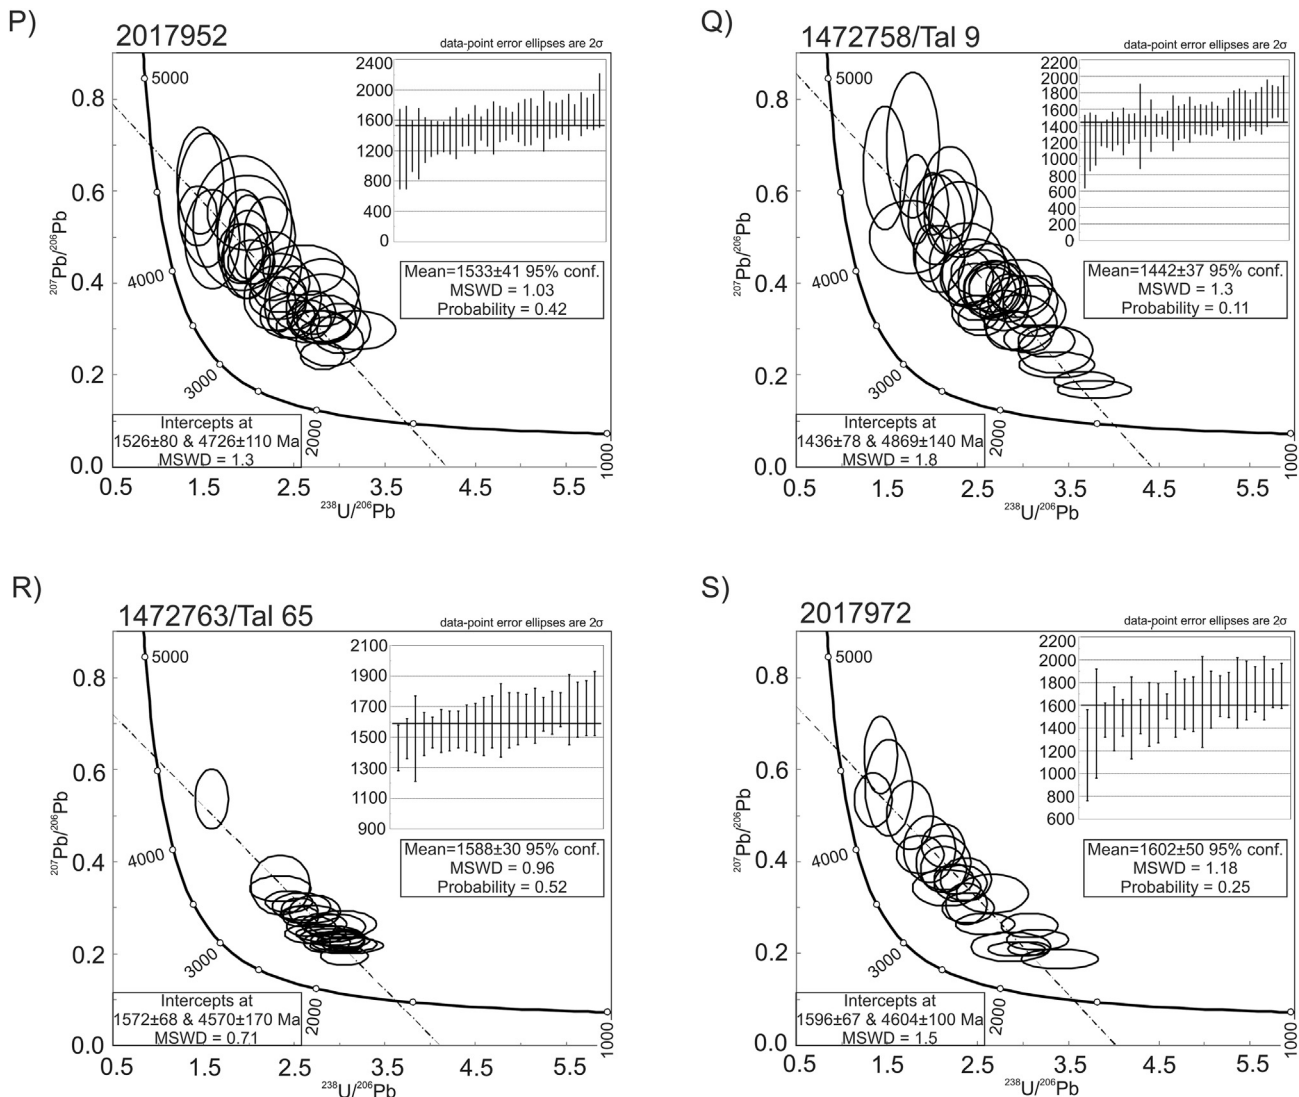 P)
2017952
data-point error ellipses are 2σ
5000
4000
3000
2000
1000
0.8
0.6
0.4
0.2
0.0
0.5 1.5 2.5 3.5 4.5 5.5
207Pb/206Pb
238U/206Pb
2400
2000
1600
1200
800
400
0
Mean=1533±41 95% conf.
MSWD = 1.03
Probability = 0.42
Intercepts at
1526±80 & 4726±110 Ma
MSWD = 1.3
Q)
1472758/Tal 9
data-point error ellipses are 2σ
5000
4000
3000
2000
1000
0.8
0.6
0.4
0.2
0.0
0.5 1.5 2.5 3.5 4.5 5.5
207Pb/206Pb
238U/206Pb
2200
2000
1800
1600
1400
1200
1000
800
600
400
200
0
Mean=1442±37 95% conf.
MSWD = 1.3
Probability = 0.11
Intercepts at
1436±78 & 4869±140 Ma
MSWD = 1.8
R)
1472763/Tal 65
data-point error ellipses are 2σ
5000
4000
3000
2000
1000
0.8
0.6
0.4
0.2
0.0
0.5 1.5 2.5 3.5 4.5 5.5
207Pb/206Pb
238U/206Pb
2100
1900
1700
1500
1300
1100
900
Mean=1588±30 95% conf.
MSWD = 0.96
Probability = 0.52
Intercepts at
1572±68 & 4570±170 Ma
MSWD = 0.71
S)
2017972
data-point error ellipses are 2σ
5000
4000
3000
2000
1000
0.8
0.6
0.4
0.2
0.0
0.5 1.5 2.5 3.5 4.5 5.5
207Pb/206Pb
238U/206Pb
2200
2000
1800
1600
1400
1200
1000
800
600
Mean=1602±50 95% conf.
MSWD = 1.18
Probability = 0.25
Intercepts at
1596±67 & 4604±100 Ma
MSWD = 1.5